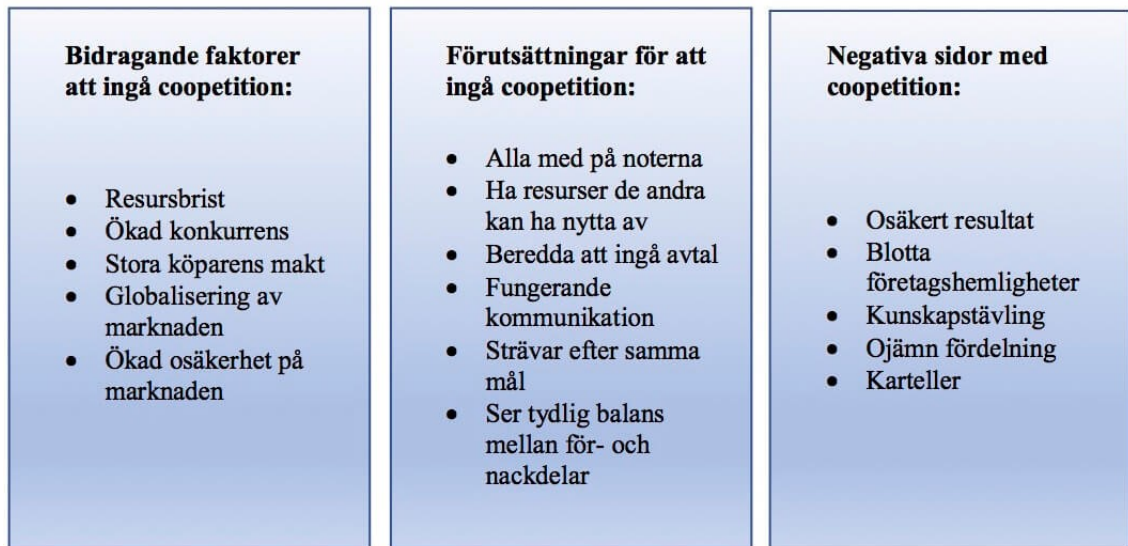 Bidragande faktorer
att ingå coopetition:
• Resursbrist
• Ökad konkurrens
• Stora köparens makt
• Globalisering av
marknaden
• Ökad osäkerhet på
marknaden
Förutsättningar för att
ingå coopetition:
• Alla med på noterna
• Ha resurser de andra
kan ha nytta av
• Beredda att ingå avtal
• Fungerande
kommunikation
• Strävar efter samma
mål
• Ser tydlig balans
mellan för- och
nackdelar
Negativa sidor med
coopetition:
• Osäkert resultat
• Blotta
företagshemligheter
• Kunskapstävling
• Ojämn fördelning
• Karteller